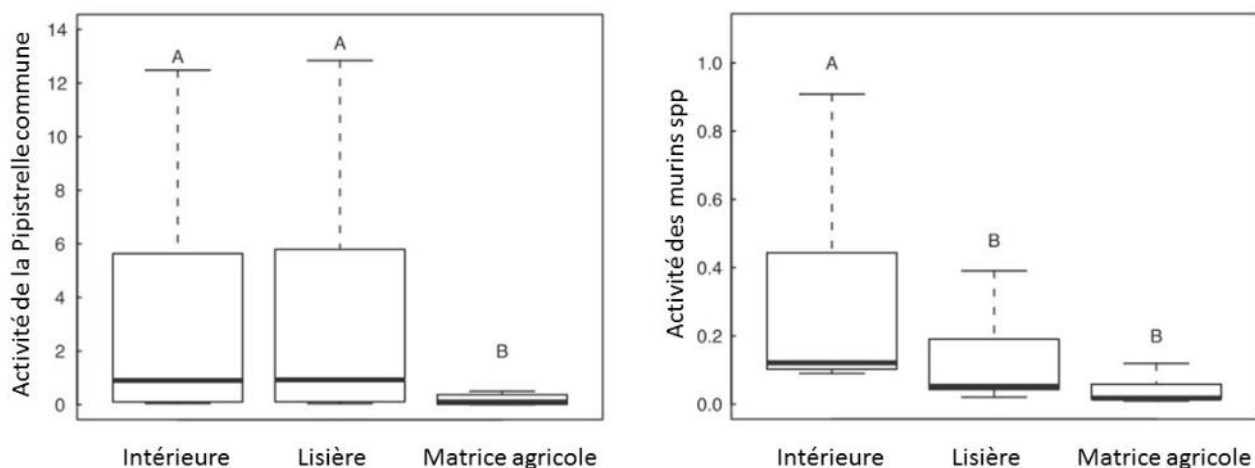 Activité de la Pipistrelle commune
14
12
10
8
6
4
2
0
A
A
B
Intérieure Lisière Matrice agricole
Activité des murins spp
1.0
0.8
0.6
0.4
0.2
0.0
A
B
B
Intérieure Lisière Matrice agricole